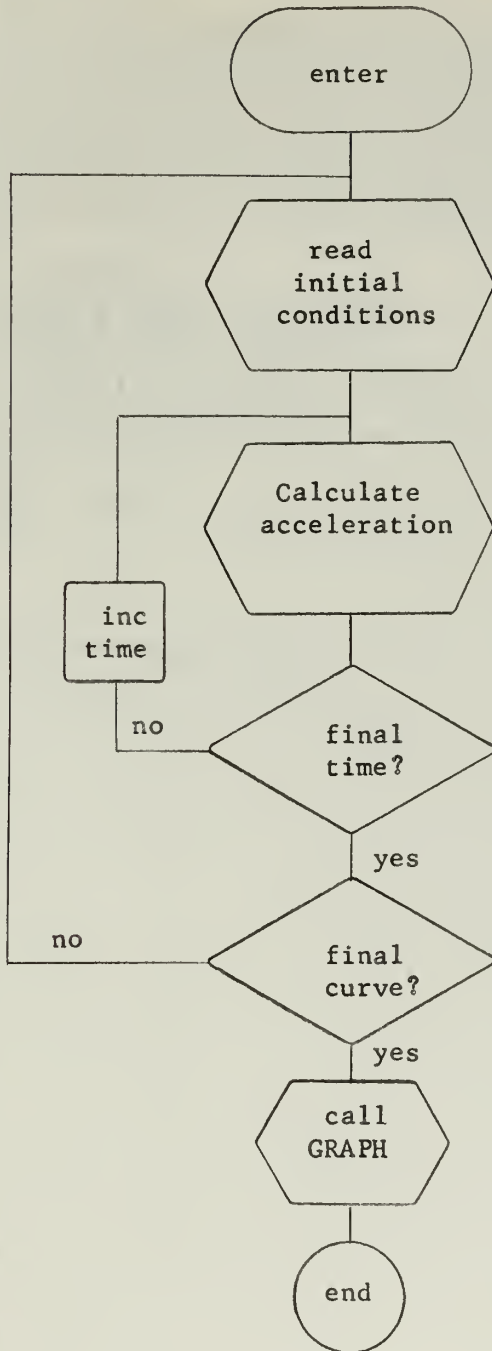 enter
read
initial
conditions
Calculate
acceleration
inc
time
no
final
time?
yes
no
final
curve?
yes
call
GRAPH
end